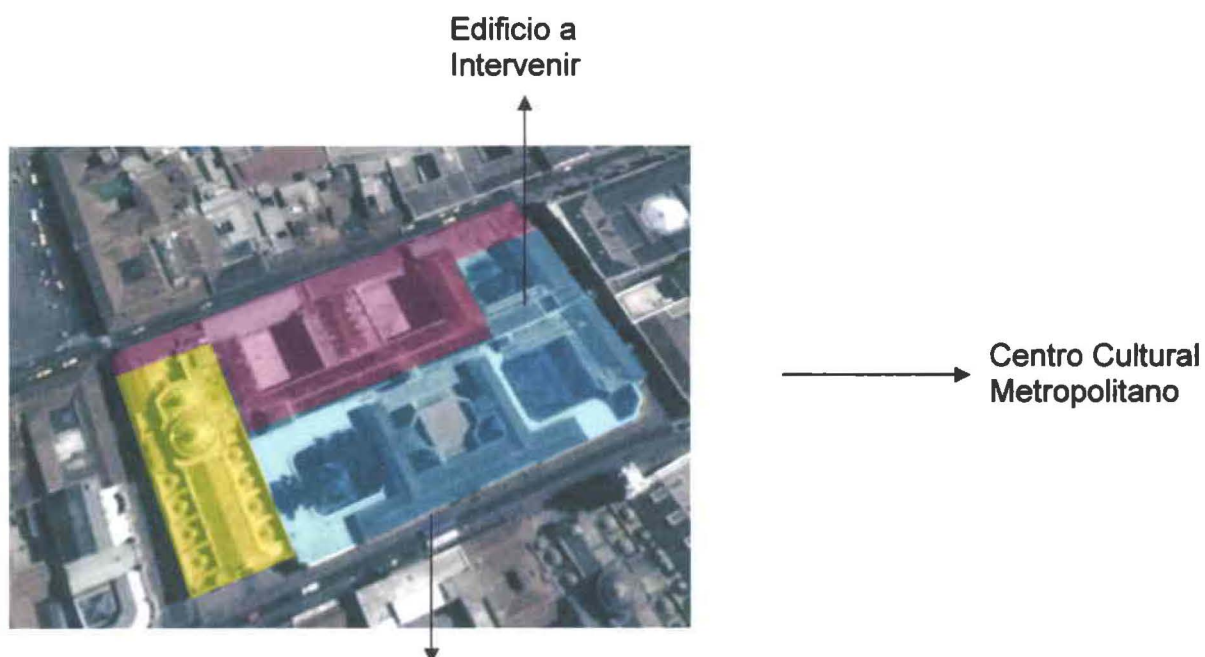 Edificio a
Intervenir
Centro Cultural
Metropolitano